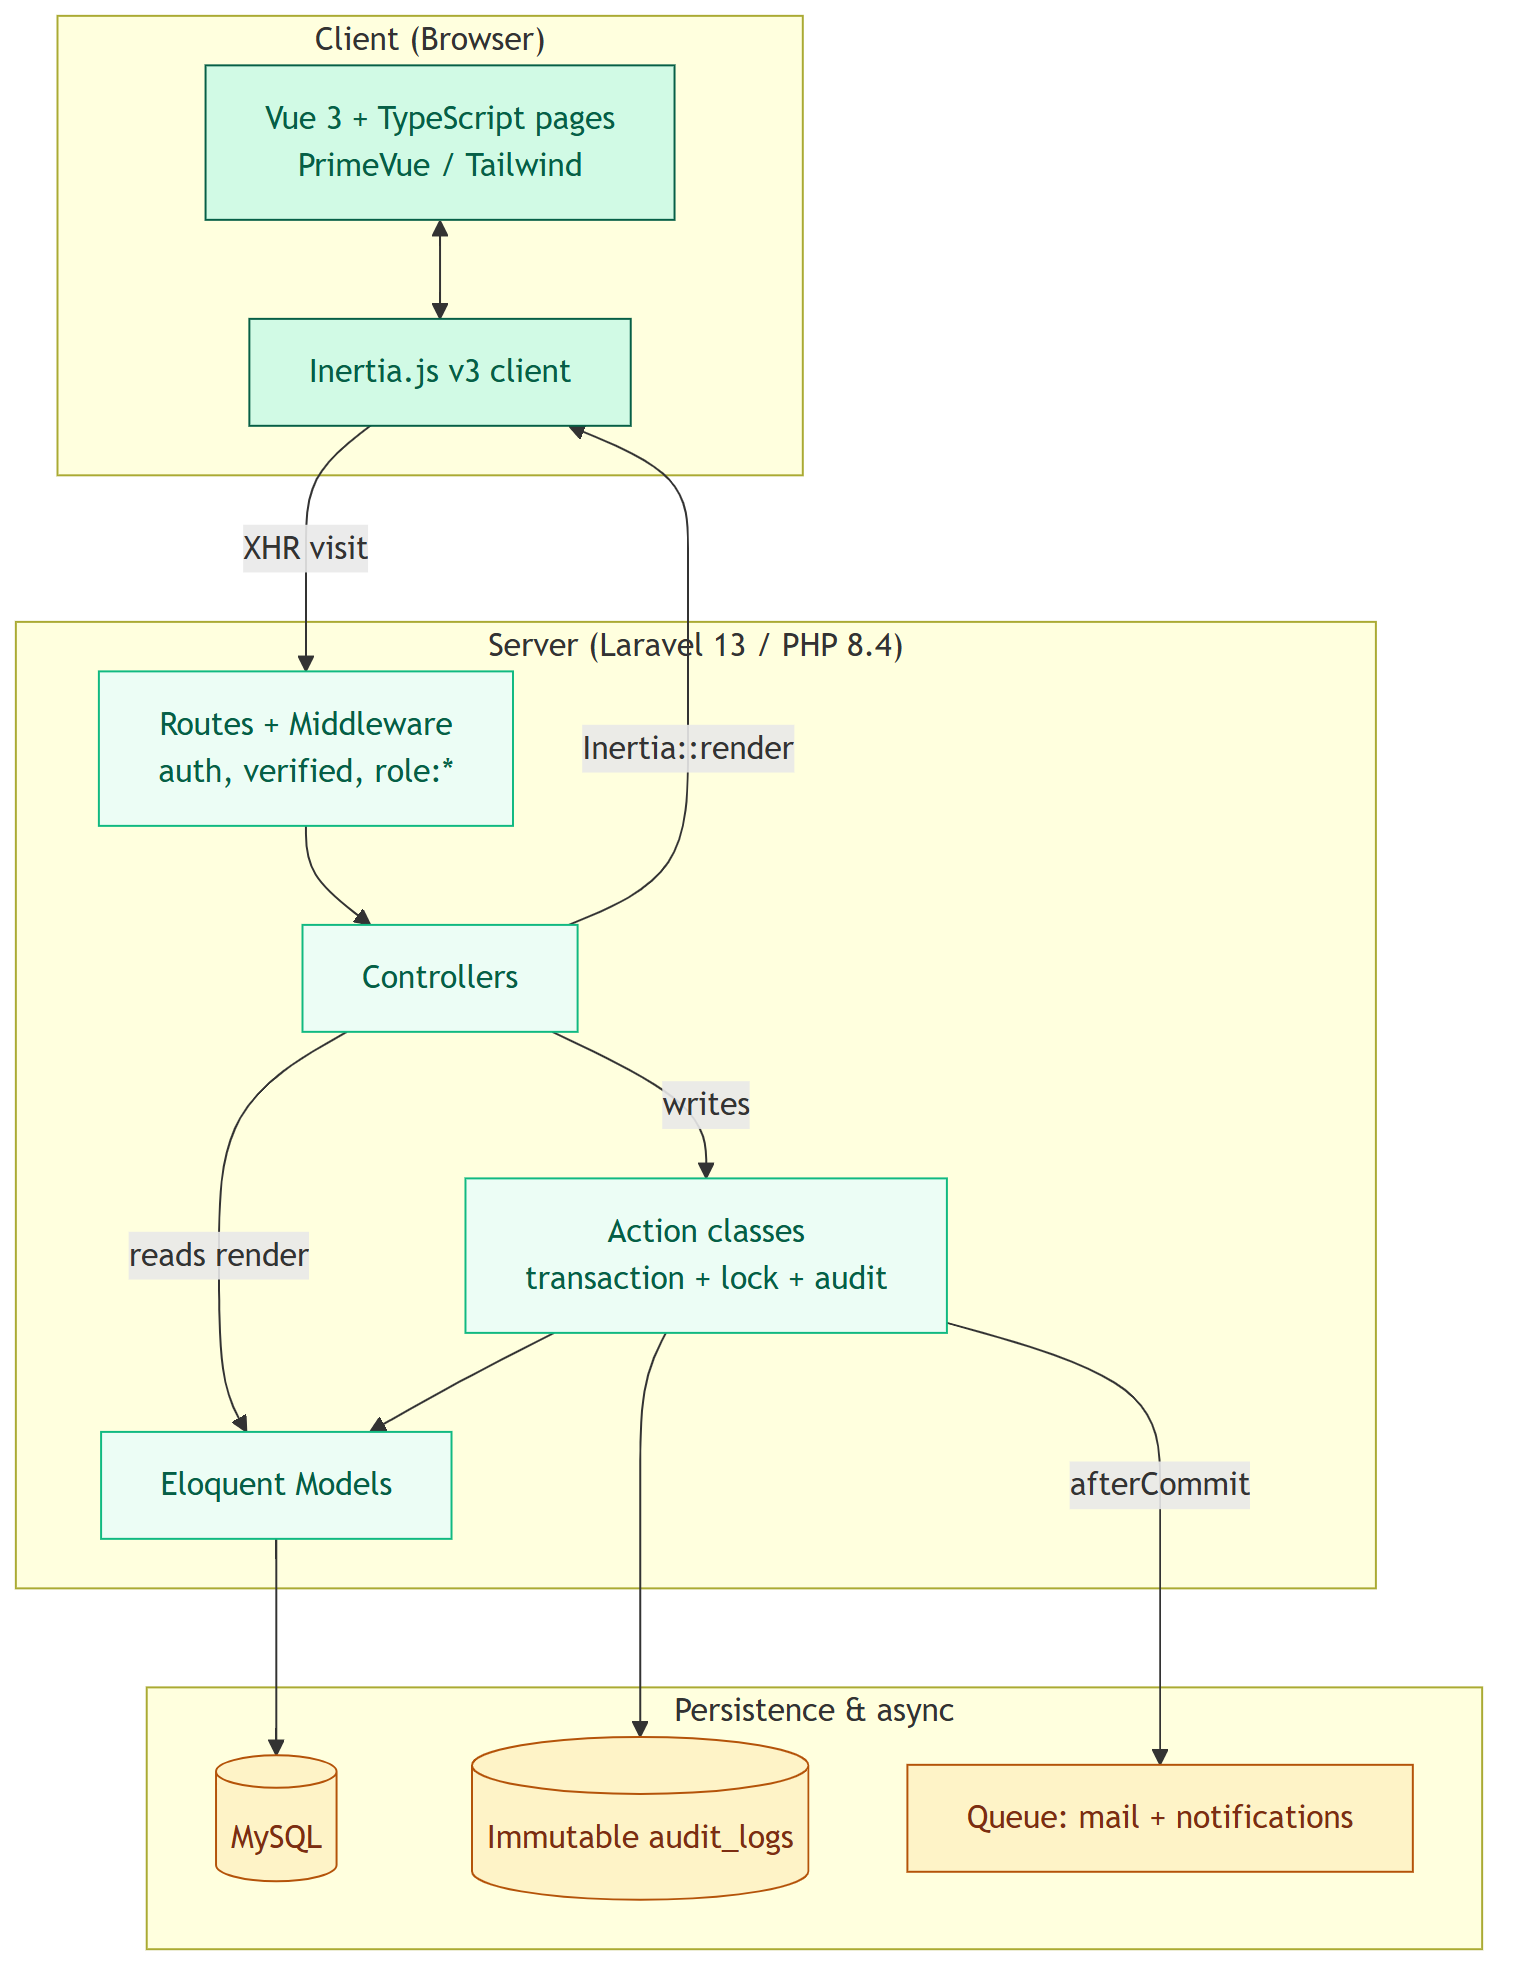 Client (Browser)
Vue 3 + TypeScript pages
PrimeVue / Tailwind
Inertia.js v3 client
XHR visit
Server (Laravel 13 / PHP 8.4)
Routes + Middleware
auth, verified, role:*
Inertia::render
Controllers
writes
Action classes
transaction + lock + audit
reads render
Eloquent Models
afterCommit
Persistence & async
MySQL
Immutable audit_logs
Queue: mail + notifications